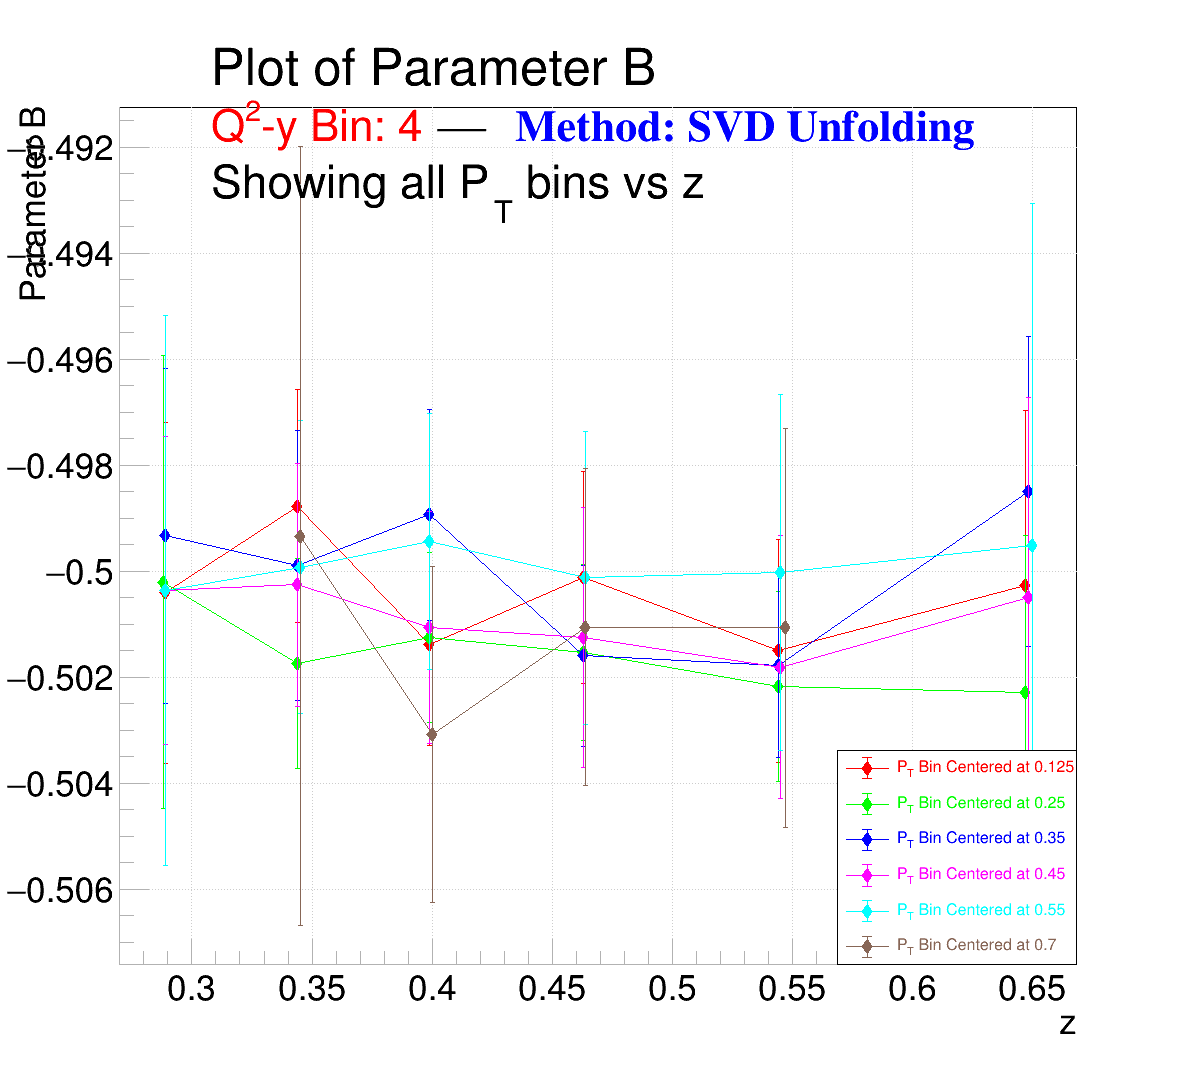 Plot of Parameter B
Q²-y Bin: 4 — Method: SVD Unfolding
Showing all P_T bins vs z
Parameter B
−0.492
−0.494
−0.496
−0.498
−0.5
−0.502
−0.504
−0.506
P_T Bin Centered at 0.125
P_T Bin Centered at 0.25
P_T Bin Centered at 0.35
P_T Bin Centered at 0.45
P_T Bin Centered at 0.55
P_T Bin Centered at 0.7
0.3 0.35 0.4 0.45 0.5 0.55 0.6 0.65
z